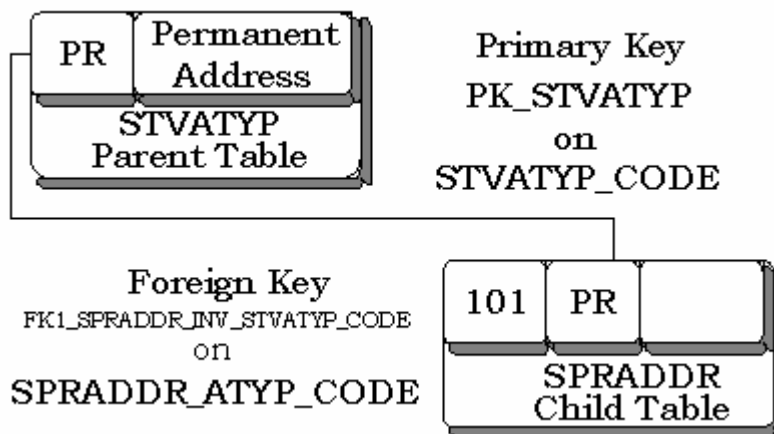 PR
Permanent
Address
STVATYP
Parent Table
Primary Key
PK_STVATYP
on
STVATYP_CODE
Foreign Key
FK1_SPRADDR_INV_STVATYP_CODE
on
SPRADDR_ATYP_CODE
101
PR
SPRADDR
Child Table